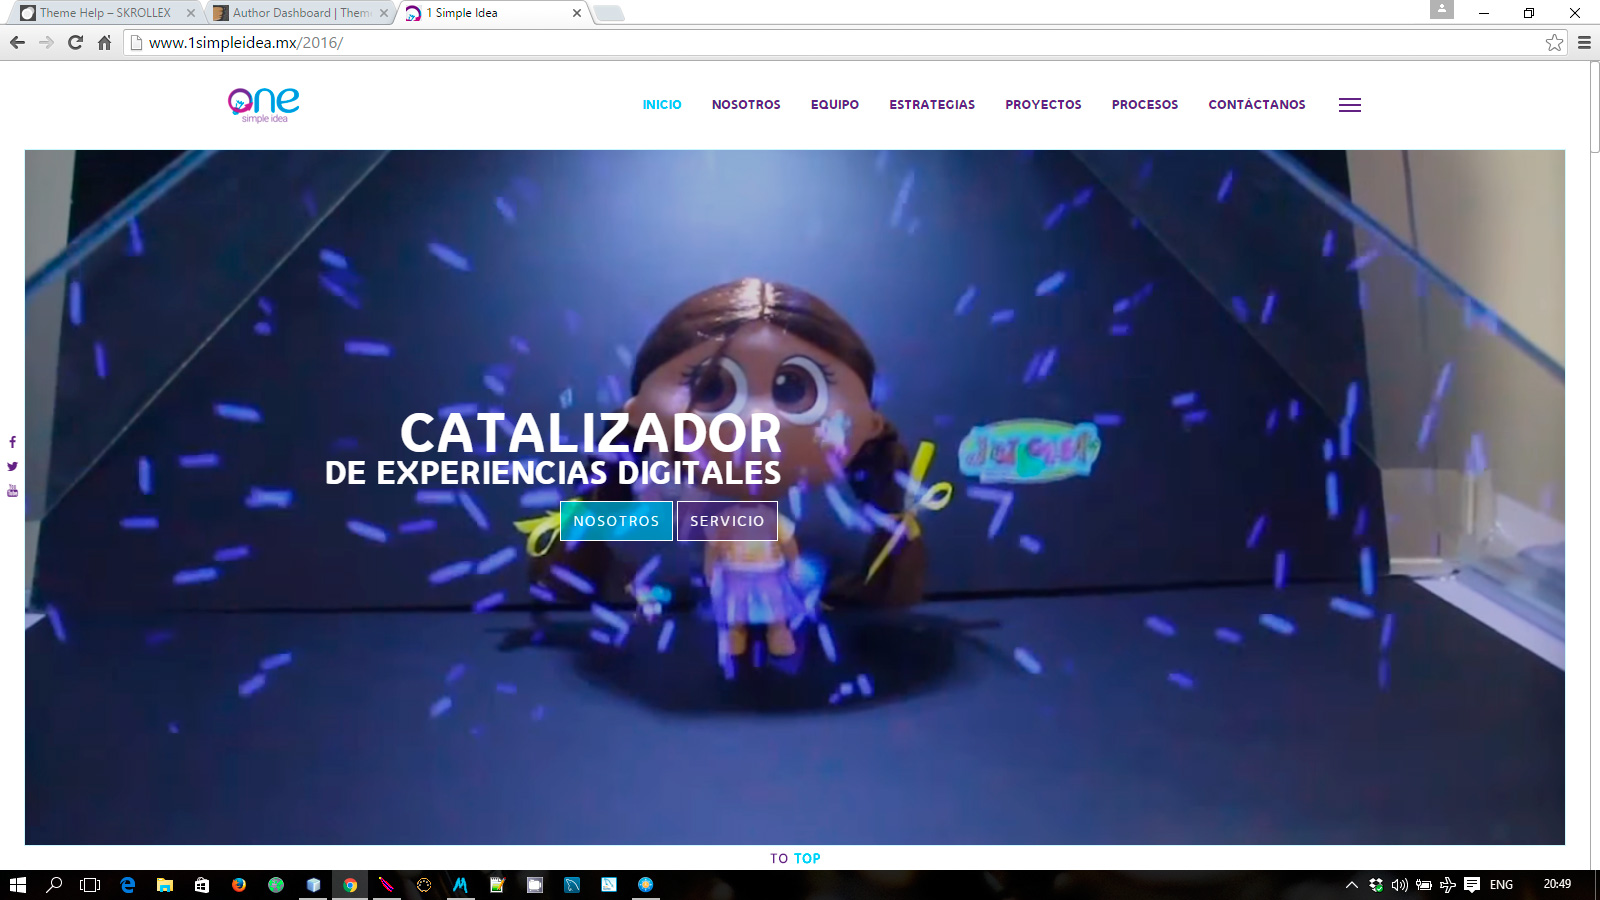 Theme Help – SKROLLEX
Author Dashboard | Them
1 Simple Idea
www.1simpleidea.mx/2016/
one
simple idea
INICIO
NOSOTROS
EQUIPO
ESTRATEGIAS
PROYECTOS
PROCESOS
CONTÁCTANOS
CATALIZADOR
DE EXPERIENCIAS DIGITALES
NOSOTROS
SERVICIO
TO TOP
ENG
20:49